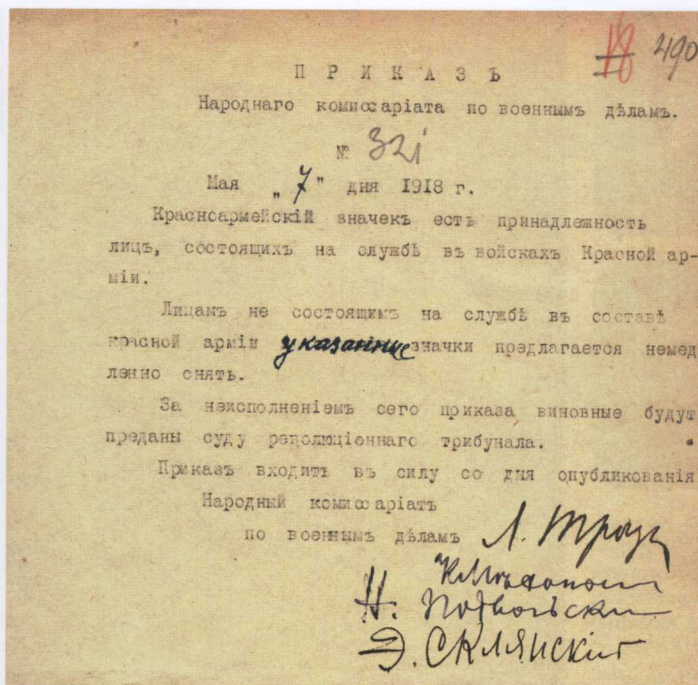 18 490
ПРИКАЗЪ
Народнаго комиссаріата по военнымъ дѣламъ.
№ 321
Мая „7" дня 1918 г.
Красноармейскій значекъ есть принадлежность
лицъ, состоящихъ на службѣ въ войскахъ Красной ар-
міи.
Лицамъ не состоящимъ на службѣ въ составѣ
красной арміи указанные значки предлагается немед
ленно снять.
За неисполненіемъ сего приказа виновные будут
преданы суду революціоннаго трибунала.
Приказъ входитъ въ силу со дня опубликованія
Народный комиссаріатъ
по военнымъ дѣламъ Л. Троцк
Н. Подвойски
Э. Склянскій